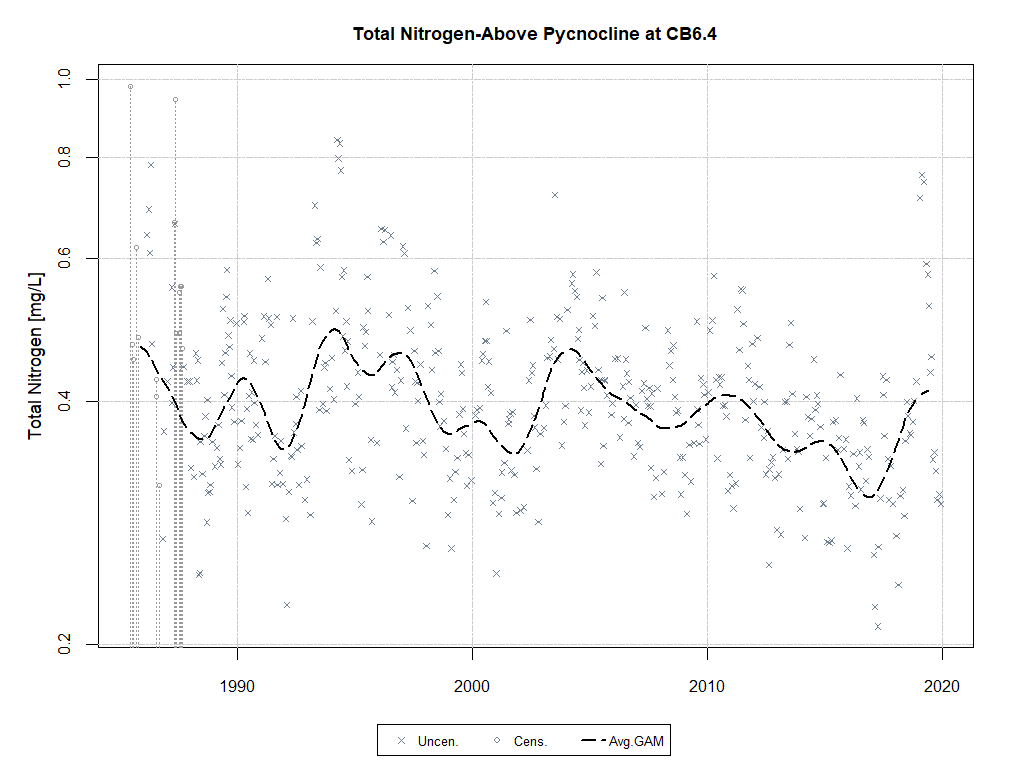 Total Nitrogen-Above Pycnocline at CB6.4
Total Nitrogen [mg/L]
1.0
0.8
0.6
0.4
0.2
1990 2000 2010 2020
Uncen. Cens. Avg.GAM